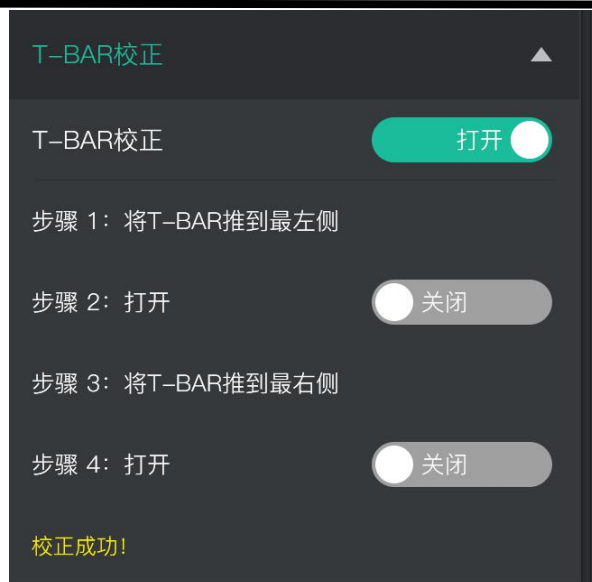 T-BAR校正
T-BAR校正 打开
步骤 1：将T-BAR推到最左侧
步骤 2：打开 关闭
步骤 3：将T-BAR推到最右侧
步骤 4：打开 关闭
校正成功!